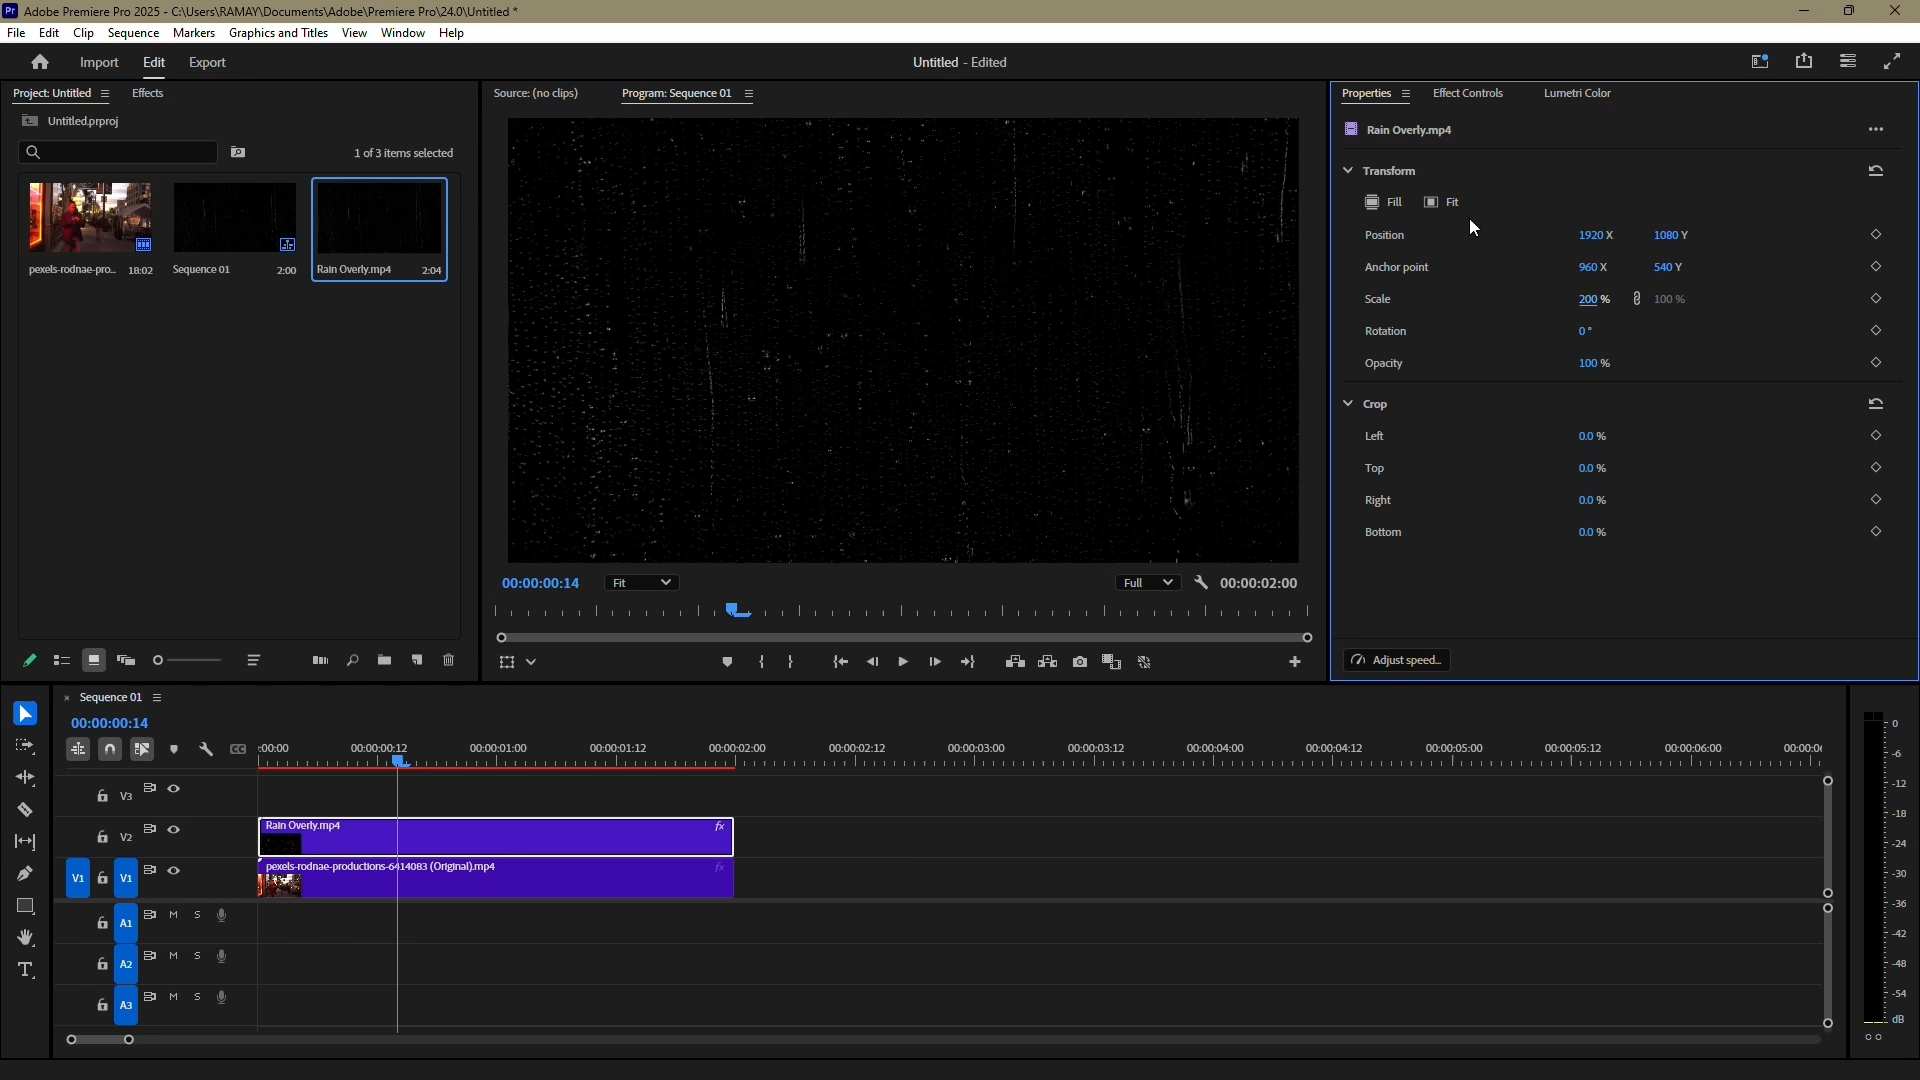 Pr Adobe Premiere Pro 2025 - C:\Users\RAMAY\Documents\Adobe\Premiere Pro\24.0\Untitled *
File Edit Clip Sequence Markers Graphics and Titles View Window Help
Import Edit Export Untitled - Edited
Project: Untitled Effects
Source: (no clips) Program: Sequence 01
Properties Effect Controls Lumetri Color
Untitled.prproj
1 of 3 items selected
pexels-rodnae-pro... 18:02 Sequence 01 2:00 Rain Overly.mp4 2:04
Rain Overly.mp4
Transform
Fill Fit
Position 1920 X 1080 Y
Anchor point 960 X 540 Y
Scale 200 % 100 %
Rotation 0°
Opacity 100 %
Crop
Left 0.0 %
Top 0.0 %
Right 0.0 %
Bottom 0.0 %
Adjust speed...
00:00:00:14 Fit Full 00:00:02:00
Sequence 01
00:00:00:14
CC :00:00 00:00:00:12 00:00:01:00 00:00:01:12 00:00:02:00 00:00:02:12 00:00:03:00 00:00:03:12 00:00:04:00 00:00:04:12 00:00:05:00 00:00:05:12 00:00:06:00
V3
V2 Rain Overly.mp4 fx
V1 V1 pexels-rodnae-productions-6414083 (Original).mp4 fx
A1 M S
A2 M S
A3 M S
T
0
-6
-12
-18
-24
-30
-36
-42
-48
-54
dB